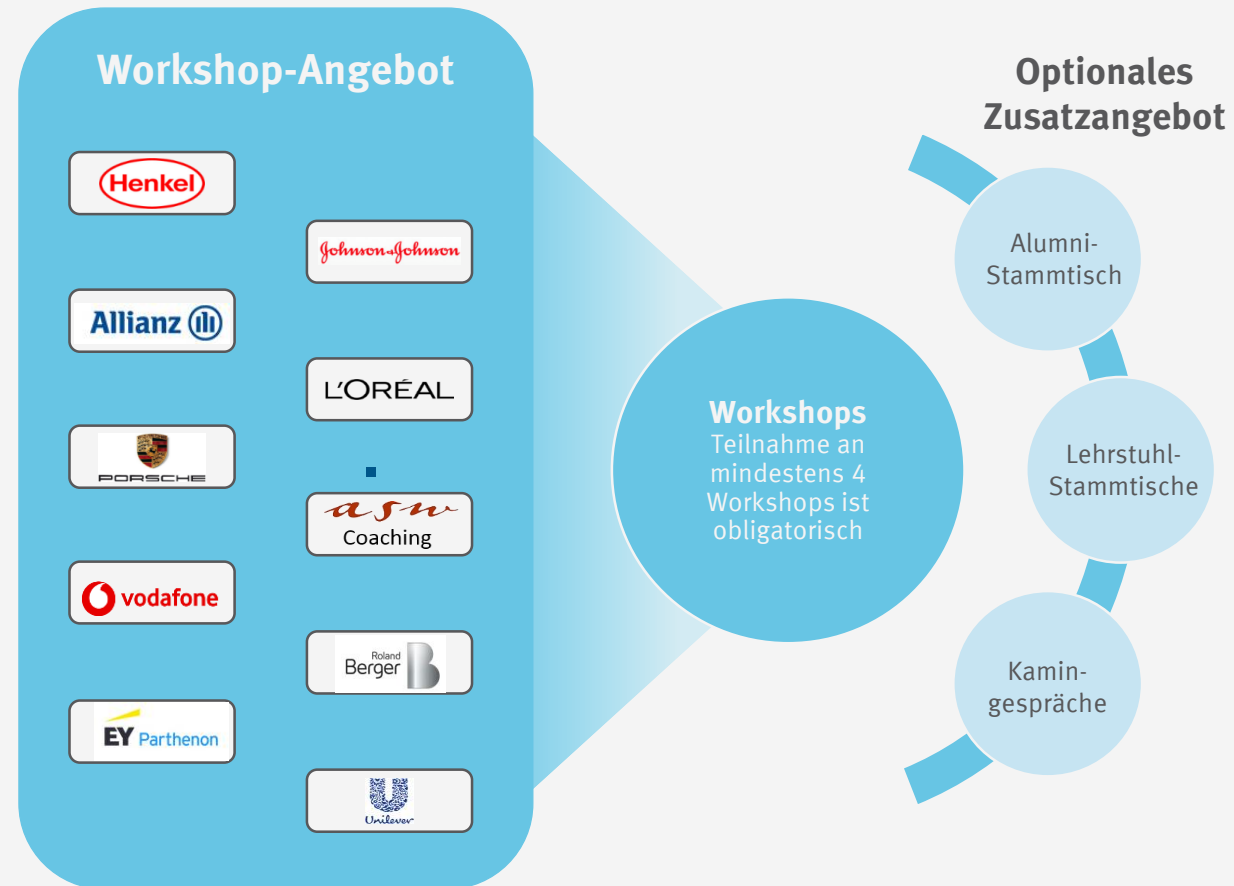 Workshop-Angebot
Henkel
Johnson&Johnson
Allianz
L'ORÉAL
PORSCHE
asw
Coaching
vodafone
Roland
Berger
B
EY Parthenon
Unilever
Workshops
Teilnahme an
mindestens 4
Workshops ist
obligatorisch
Optionales
Zusatzangebot
Alumni-
Stammtisch
Lehrstuhl-
Stammtische
Kamin-
gespräche